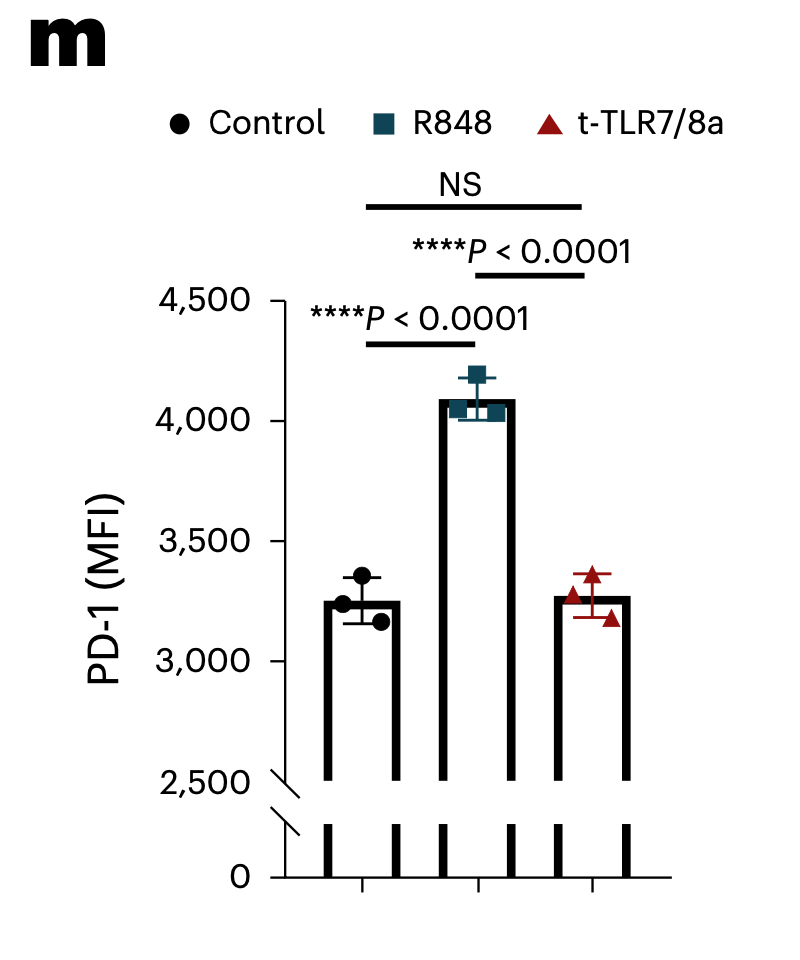 m
Control R848 t-TLR7/8a
NS
****P < 0.0001
****P < 0.0001
4,500
4,000
3,500
3,000
2,500
0
PD-1 (MFI)